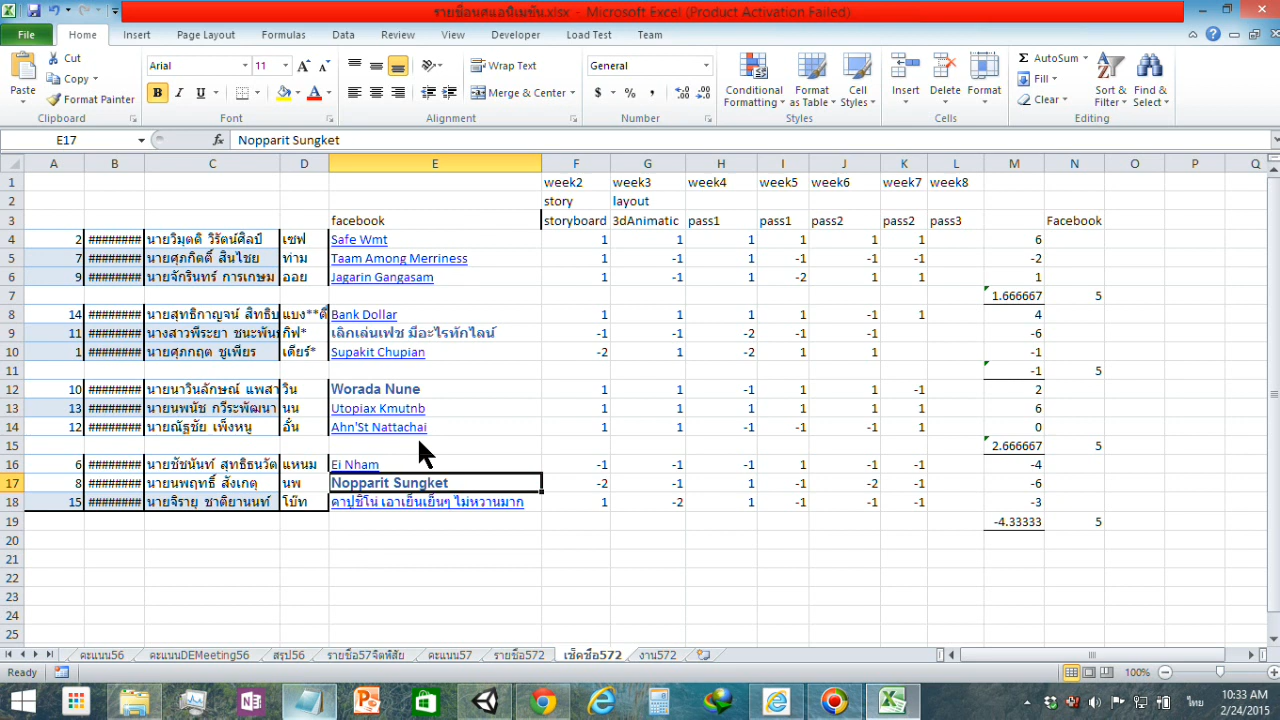 รายชื่อนศแอนิเมชัน.xlsx - Microsoft Excel (Product Activation Failed)
File Home Insert Page Layout Formulas Data Review View Developer Load Test Team
Cut
Copy
Format Painter
Paste
Clipboard
Arial 11
B I U
Font
Wrap Text
Merge & Center
Alignment
General
$ % ,
Number
Conditional Formatting
Format as Table
Cell Styles
Styles
Insert Delete Format
Cells
AutoSum
Fill
Clear
Sort & Filter
Find & Select
Editing
E17 fx Nopparit Sungket
A B C D E F G H I J K L M N O P Q
1 week2 week3 week4 week5 week6 week7 week8
2 story layout
3 facebook storyboard 3dAnimatic pass1 pass1 pass2 pass2 pass3 Facebook
4 2 ######## นายวิมุตติ วิรัตน์ศิลป์ เซฟ Safe Wmt 1 1 1 1 1 1 6
5 7 ######## นายศุภกิตติ์ สินไชย ท่าม Taam Among Merriness 1 -1 1 -1 -1 -1 -2
6 9 ######## นายจักรินทร์ การเกษม ออย Jagarin Gangasam 1 -1 1 -2 1 1 1
7 1.666667 5
8 14 ######## นายสุทธิกาญจน์ สิทธิบ แบง**ตี๋ Bank Dollar 1 1 1 1 -1 1 4
9 11 ######## นางสาวพีระยา ชนะพัน กิฟ* เลิกเล่นเฟช มีอะไรทักไลน์ -1 -1 -2 -1 -1 -6
10 1 ######## นายศุภกฤต ชูเพียร เดียร์* Supakit Chupian -2 1 -2 1 1 -1
11 -1 5
12 10 ######## นายนาวินลักษณ์ แพสา วิน Worada Nune 1 1 -1 1 1 -1 2
13 13 ######## นายนพนัช กวีระพัฒนา นน Utopiax Kmutnb 1 1 1 1 1 1 6
14 12 ######## นายณัฐชัย เพ็งหนู อั๋น Ahn'St Nattachai 1 1 -1 -1 -1 1 0
15 2.666667 5
16 6 ######## นายชัชนันท์ สุทธิธนวัต แหนม Ei Nham -1 -1 -1 1 -1 -1 -4
17 8 ######## นายนพฤทธิ์ สังเกตุ นพ Nopparit Sungket -2 -1 1 -1 -2 -1 -6
18 15 ######## นายจิรายุ ชาติยานนท์ โบ๊ท คาปูชิโน่ เอาเย็นเย็นๆ ไม่หวานมาก 1 -2 1 -1 -1 -1 -3
19 -4.33333 5
20
21
22
23
24
25
คะแนน56 คะแนนDEMeeting56 สรุป56 รายชื่อ57จิตพิสัย คะแนน57 รายชื่อ572 เช็คชื่อ572 งาน572
Ready 100%
ไทย
10:33 AM
2/24/2015